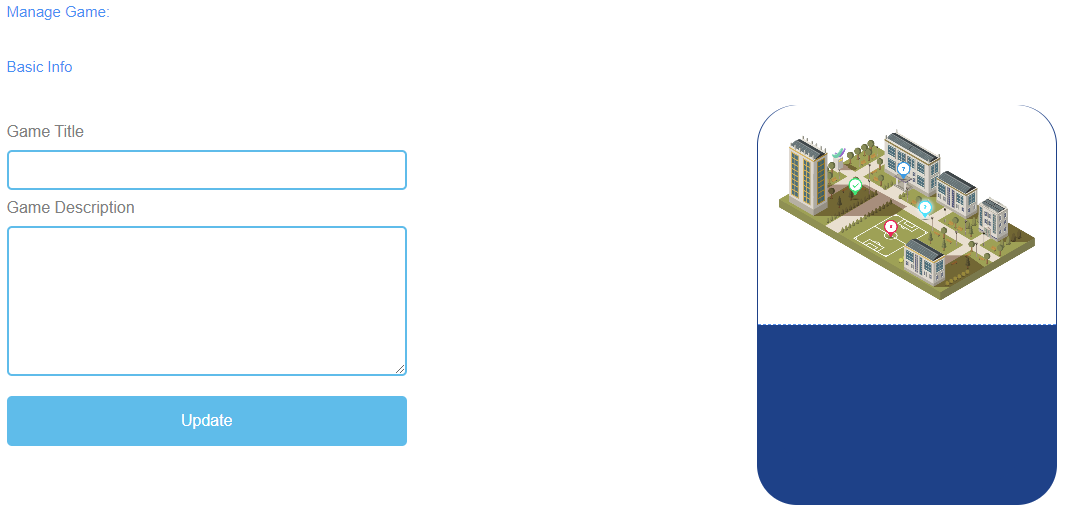 Manage Game:
Basic Info
Game Title
Game Description
Update